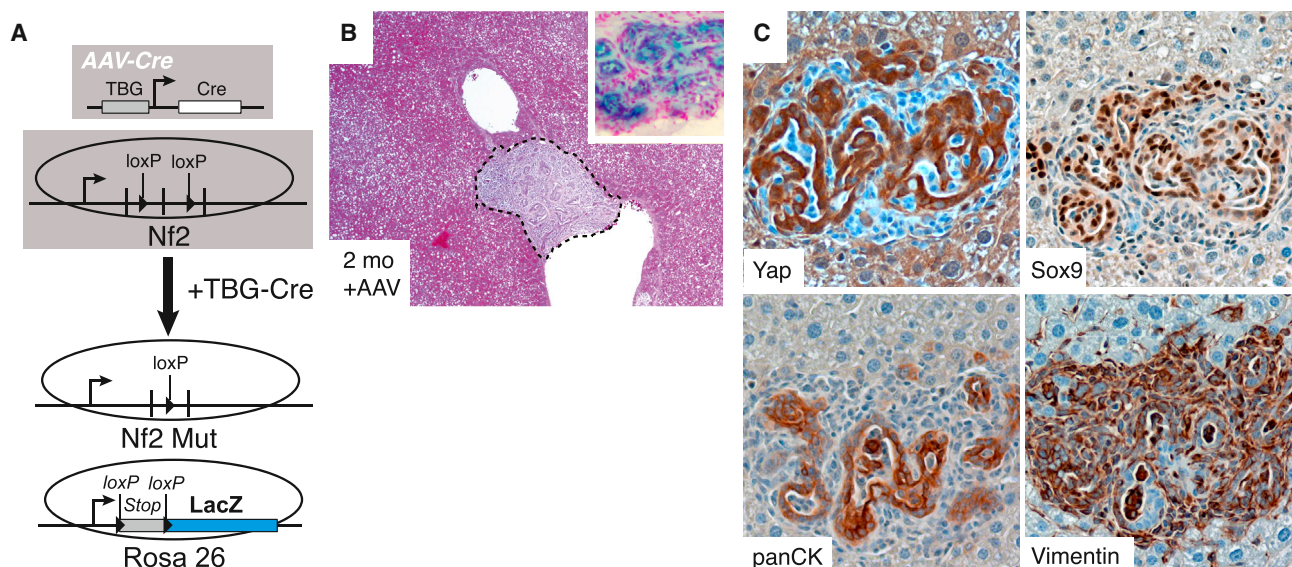 A
AAV-Cre
TBG
Cre
loxP loxP
Nf2
+TBG-Cre
loxP
Nf2 Mut
loxP loxP
Stop
LacZ
Rosa 26
B
2 mo
+AAV
C
Yap
Sox9
panCK
Vimentin